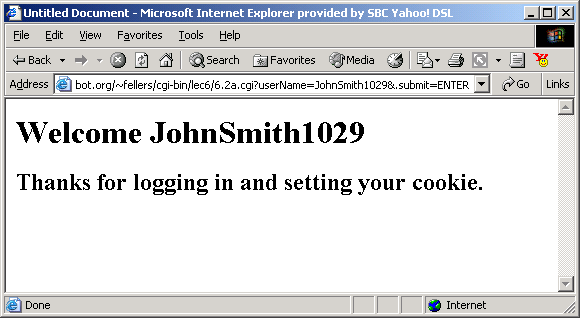 Untitled Document - Microsoft Internet Explorer provided by SBC Yahoo! DSL
File Edit View Favorites Tools Help
Back Search Favorites Media
Address bot.org/~fellers/cgi-bin/lec6/6.2a.cgi?userName=JohnSmith1029&.submit=ENTER Go Links
Welcome JohnSmith1029
Thanks for logging in and setting your cookie.
Done Internet